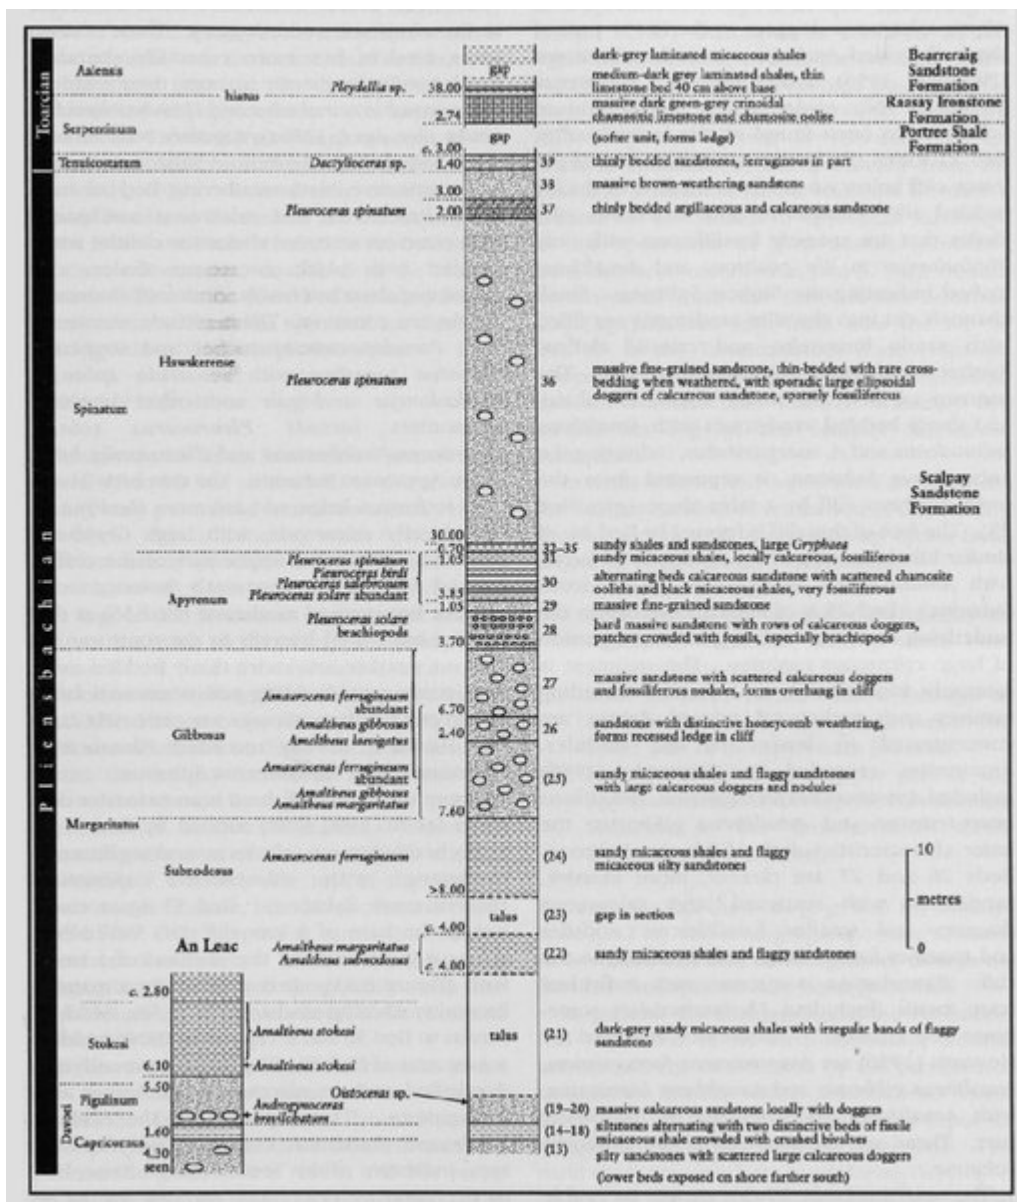 dark-grey laminated micaceous shales
Bearreraig
Sandstone
Formation
gap
Aalensis
hiatus
Pleydellia sp.
38.00
medium-dark grey laminated shales, thin
limestone bed 40 cm above base
massive dark green-grey crinoidal
chamositic limestone and chamosite oolite
Raasay Ironstone
Formation
2.74
Toarcian
Serpentinum
gap
(softer unit, forms ledge)
Portree Shale
Formation
c. 3.00
Tenuicostatum
Dactylioceras sp.
1.40
39
thinly bedded sandstones, ferruginous in part
3.00
38
massive brown-weathering sandstone
Pleuroceras spinatum
2.00
37
thinly bedded argillaceous and calcareous sandstone
Hawskerense
Spinatum
Pleuroceras spinatum
36
massive fine-grained sandstone, thin-bedded with rare cross-
bedding when weathered, with sporadic large ellipsoidal
doggers of calcareous sandstone, sparsely fossiliferous
Scalpay
Sandstone
Formation
30.00
0.70
32–35
sandy shales and sandstones, large Gryphaea
Pleuroceras spinatum
1.05
31
sandy micaceous shales, locally calcareous, fossiliferous
Pleuroceras birdi
Pleuroceras salebrosum
Pleuroceras solare abundant
3.85
30
alternating beds calcareous sandstone with scattered chamosite
ooliths and black micaceous shales, very fossiliferous
1.05
29
massive fine-grained sandstone
Pleuroceras solare
brachiopods
3.70
28
hard massive sandstone with rows of calcareous doggers,
patches crowded with fossils, especially brachiopods
Pliensbachian
27
massive sandstone with scattered calcareous doggers
and fossiliferous nodules, forms overhang in cliff
Amauroceras ferrugineum
abundant
6.70
Gibbosus
Amaltheus gibbosus
Amaltheus laevigatus
2.40
26
sandstone with distinctive honeycomb weathering,
forms recessed ledge in cliff
Amauroceras ferrugineum
abundant
Amaltheus gibbosus
Amaltheus margaritatus
7.60
(25)
sandy micaceous shales and flaggy sandstones
with large calcareous doggers and nodules
Margaritatus
Subnodosus
Amauroceras ferrugineum
(24)
sandy micaceous shales and flaggy
micaceous silty sandstones
10
metres
0
>8.00
talus
(23)
gap in section
c. 4.00
Amaltheus margaritatus
Amaltheus subnodosus
c. 4.00
(22)
sandy micaceous shales and flaggy sandstones
An Leac
c. 2.80
Stokesi
Amaltheus stokesi
Amaltheus stokesi
6.10
talus
(21)
dark-grey sandy micaceous shales with irregular bands of flaggy
sandstone
5.50
Davoei
Figulinum
Oistoceras sp.
Androgynoceras
brevilobatum
(19–20)
massive calcareous sandstone locally with doggers
Capricornus
1.60
4.30
seen
(14–18)
siltstones alternating with two distinctive beds of fissile
micaceous shale crowded with crushed bivalves
(13)
silty sandstones with scattered large calcareous doggers
(lower beds exposed on shore farther south)